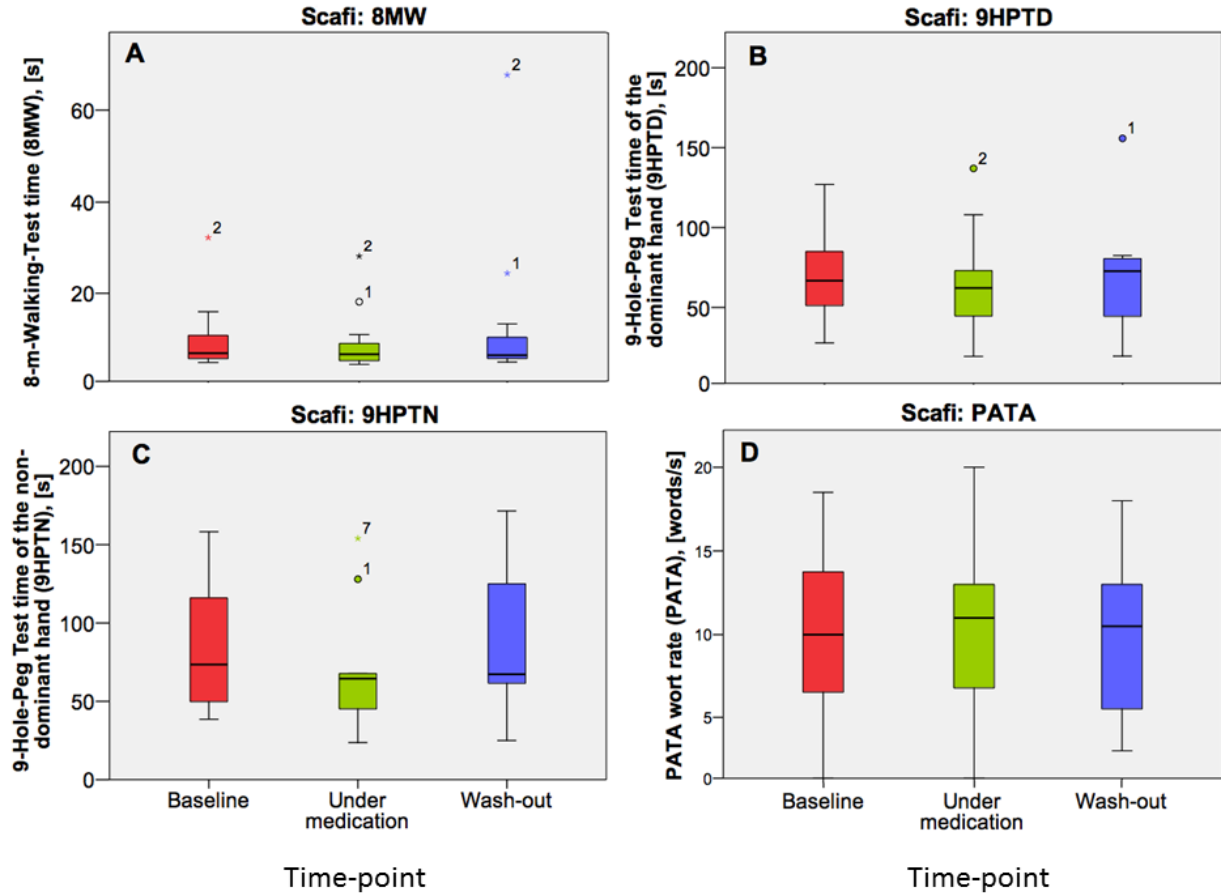 Scafi: 8MW
A
8-m-Walking-Test time (8MW), [s]
60
40
20
0
2
2
1
2
1
Scafi: 9HPTD
B
9-Hole-Peg Test time of the
dominant hand (9HPTD), [s]
200
150
100
50
0
2
1
Scafi: 9HPTN
C
9-Hole-Peg Test time of the non-
dominant hand (9HPTN), [s]
200
150
100
50
0
7
1
Baseline
Under
medication
Wash-out
Time-point
Scafi: PATA
D
PATA wort rate (PATA), [words/s]
20
15
10
5
0
Baseline
Under
medication
Wash-out
Time-point